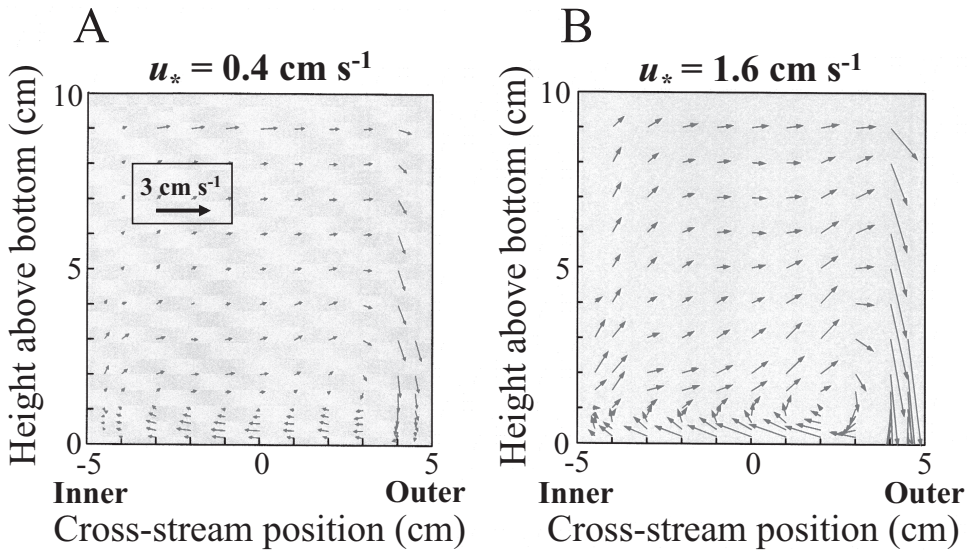 A
B
u* = 0.4 cm s-1
u* = 1.6 cm s-1
Height above bottom (cm)
10
5
0
3 cm s-1
-5
0
5
Inner
Outer
Cross-stream position (cm)
Height above bottom (cm)
10
5
0
-5
0
5
Inner
Outer
Cross-stream position (cm)